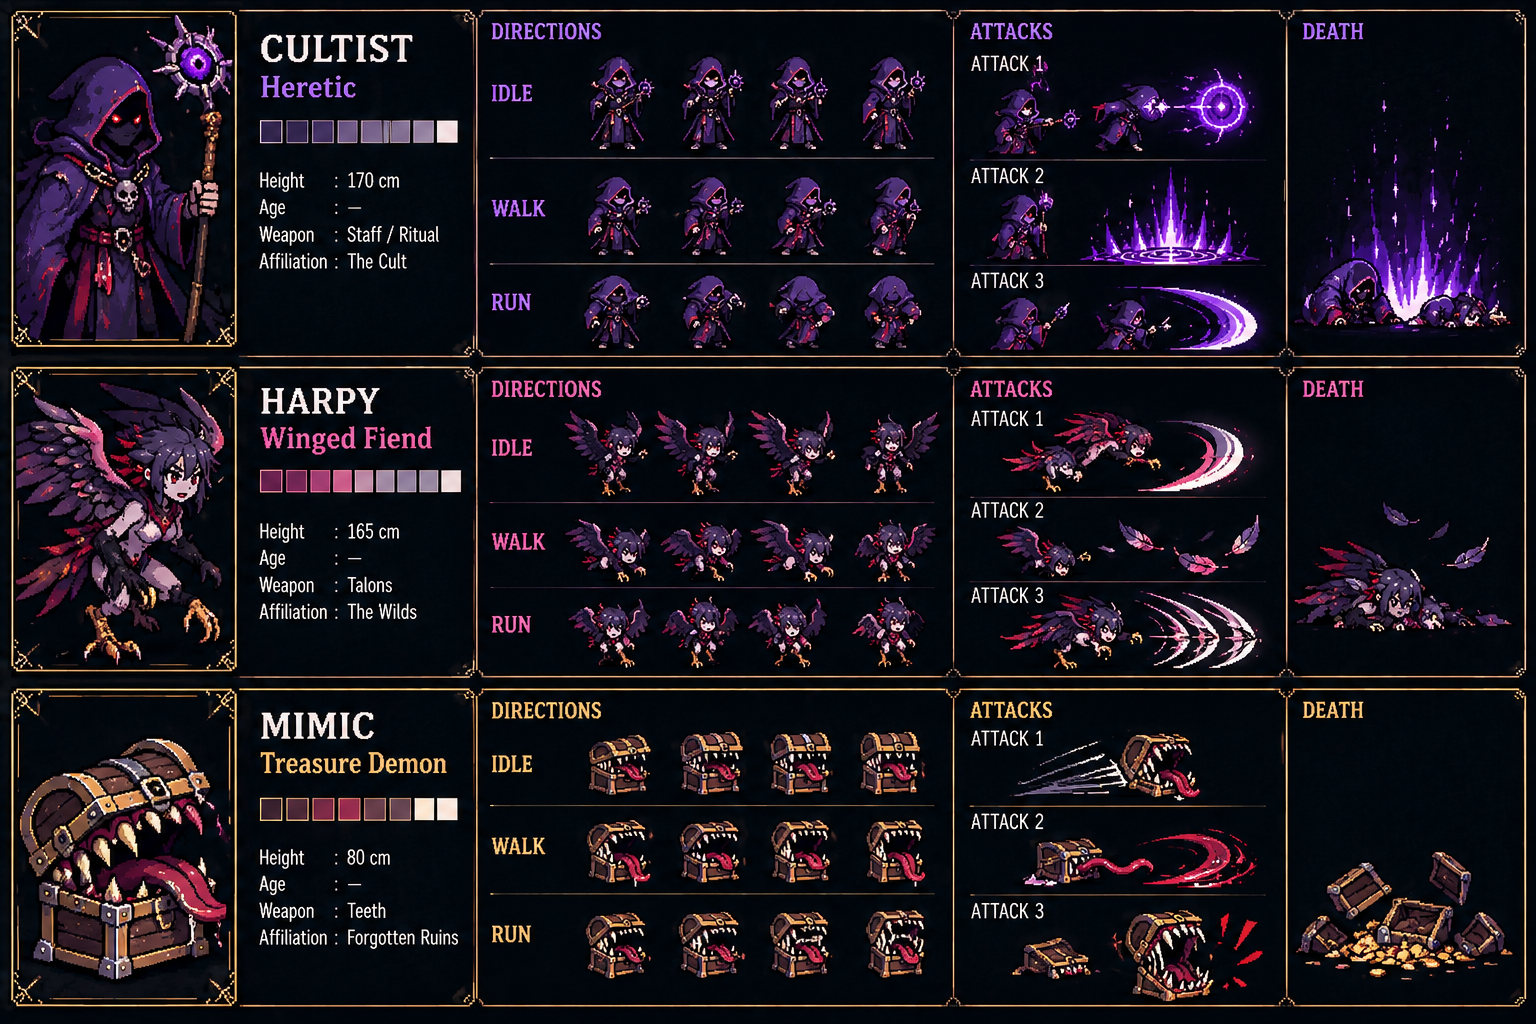 CULTIST
Heretic
Height : 170 cm
Age : —
Weapon : Staff / Ritual
Affiliation : The Cult
DIRECTIONS
IDLE
WALK
RUN
ATTACKS
ATTACK 1
ATTACK 2
ATTACK 3
DEATH
HARPY
Winged Fiend
Height : 165 cm
Age : —
Weapon : Talons
Affiliation : The Wilds
DIRECTIONS
IDLE
WALK
RUN
ATTACKS
ATTACK 1
ATTACK 2
ATTACK 3
DEATH
MIMIC
Treasure Demon
Height : 80 cm
Age : —
Weapon : Teeth
Affiliation : Forgotten Ruins
DIRECTIONS
IDLE
WALK
RUN
ATTACKS
ATTACK 1
ATTACK 2
ATTACK 3
DEATH